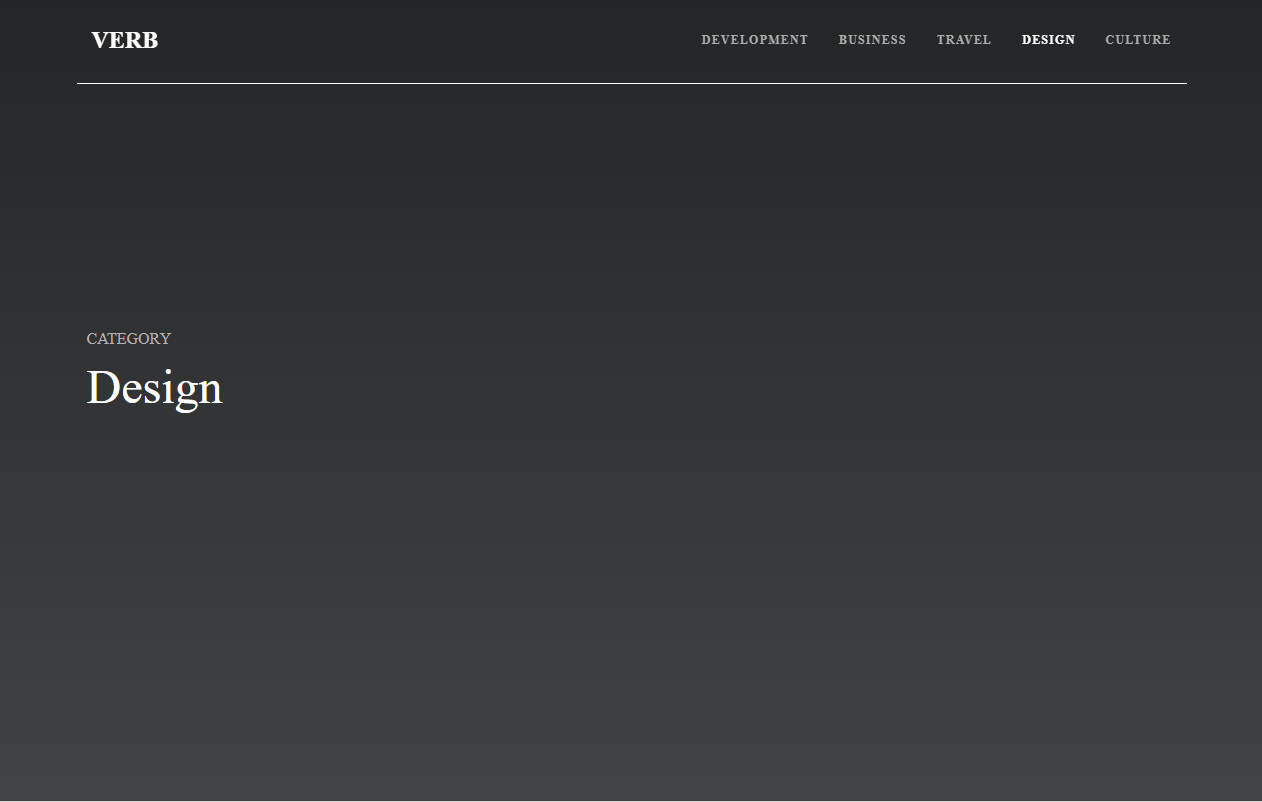 VERB
DEVELOPMENT BUSINESS TRAVEL DESIGN CULTURE
CATEGORY
Design